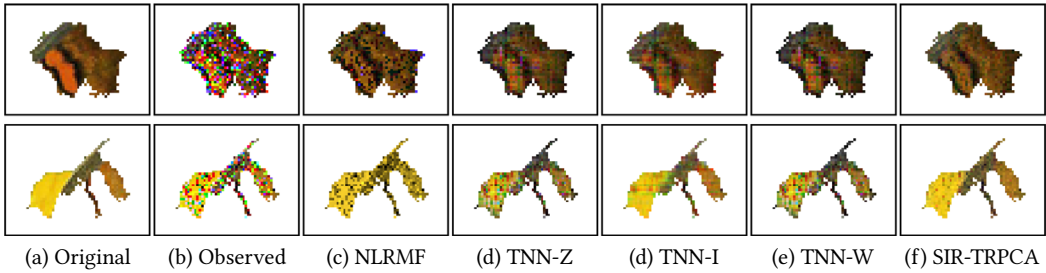 (a) Original (b) Observed (c) NLRMF (d) TNN-Z (d) TNN-I (e) TNN-W (f) SIR-TRPCA